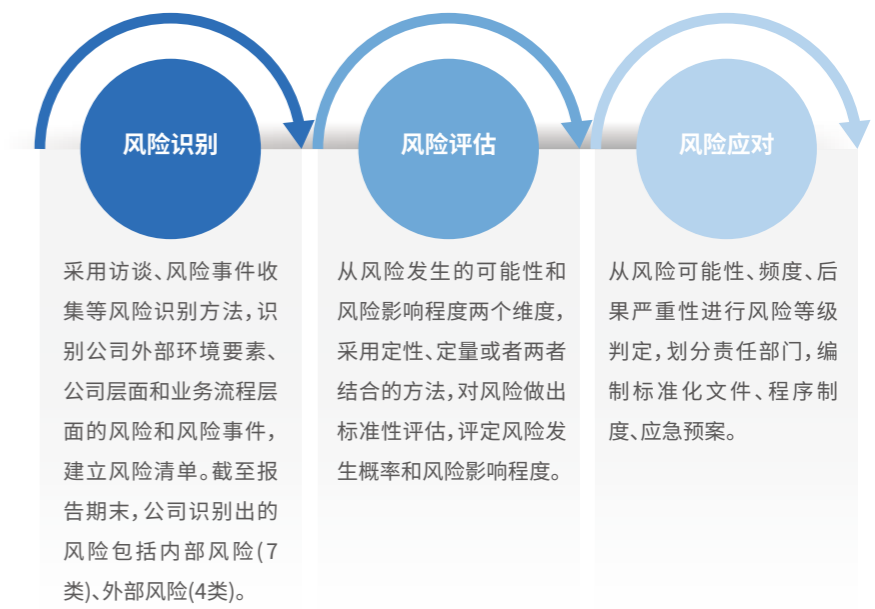 风险识别
采用访谈、风险事件收
集等风险识别方法，识
别公司外部环境要素、
公司层面和业务流程层
面的风险和风险事件，
建立风险清单。截至报
告期末，公司识别出的
风险包括内部风险(7
类)、外部风险(4类)。
风险评估
从风险发生的可能性和
风险影响程度两个维度，
采用定性、定量或者两者
结合的方法，对风险做出
标准性评估，评定风险发
生概率和风险影响程度。
风险应对
从风险可能性、频度、后
果严重性进行风险等级
判定，划分责任部门，编
制标准化文件、程序制
度、应急预案。